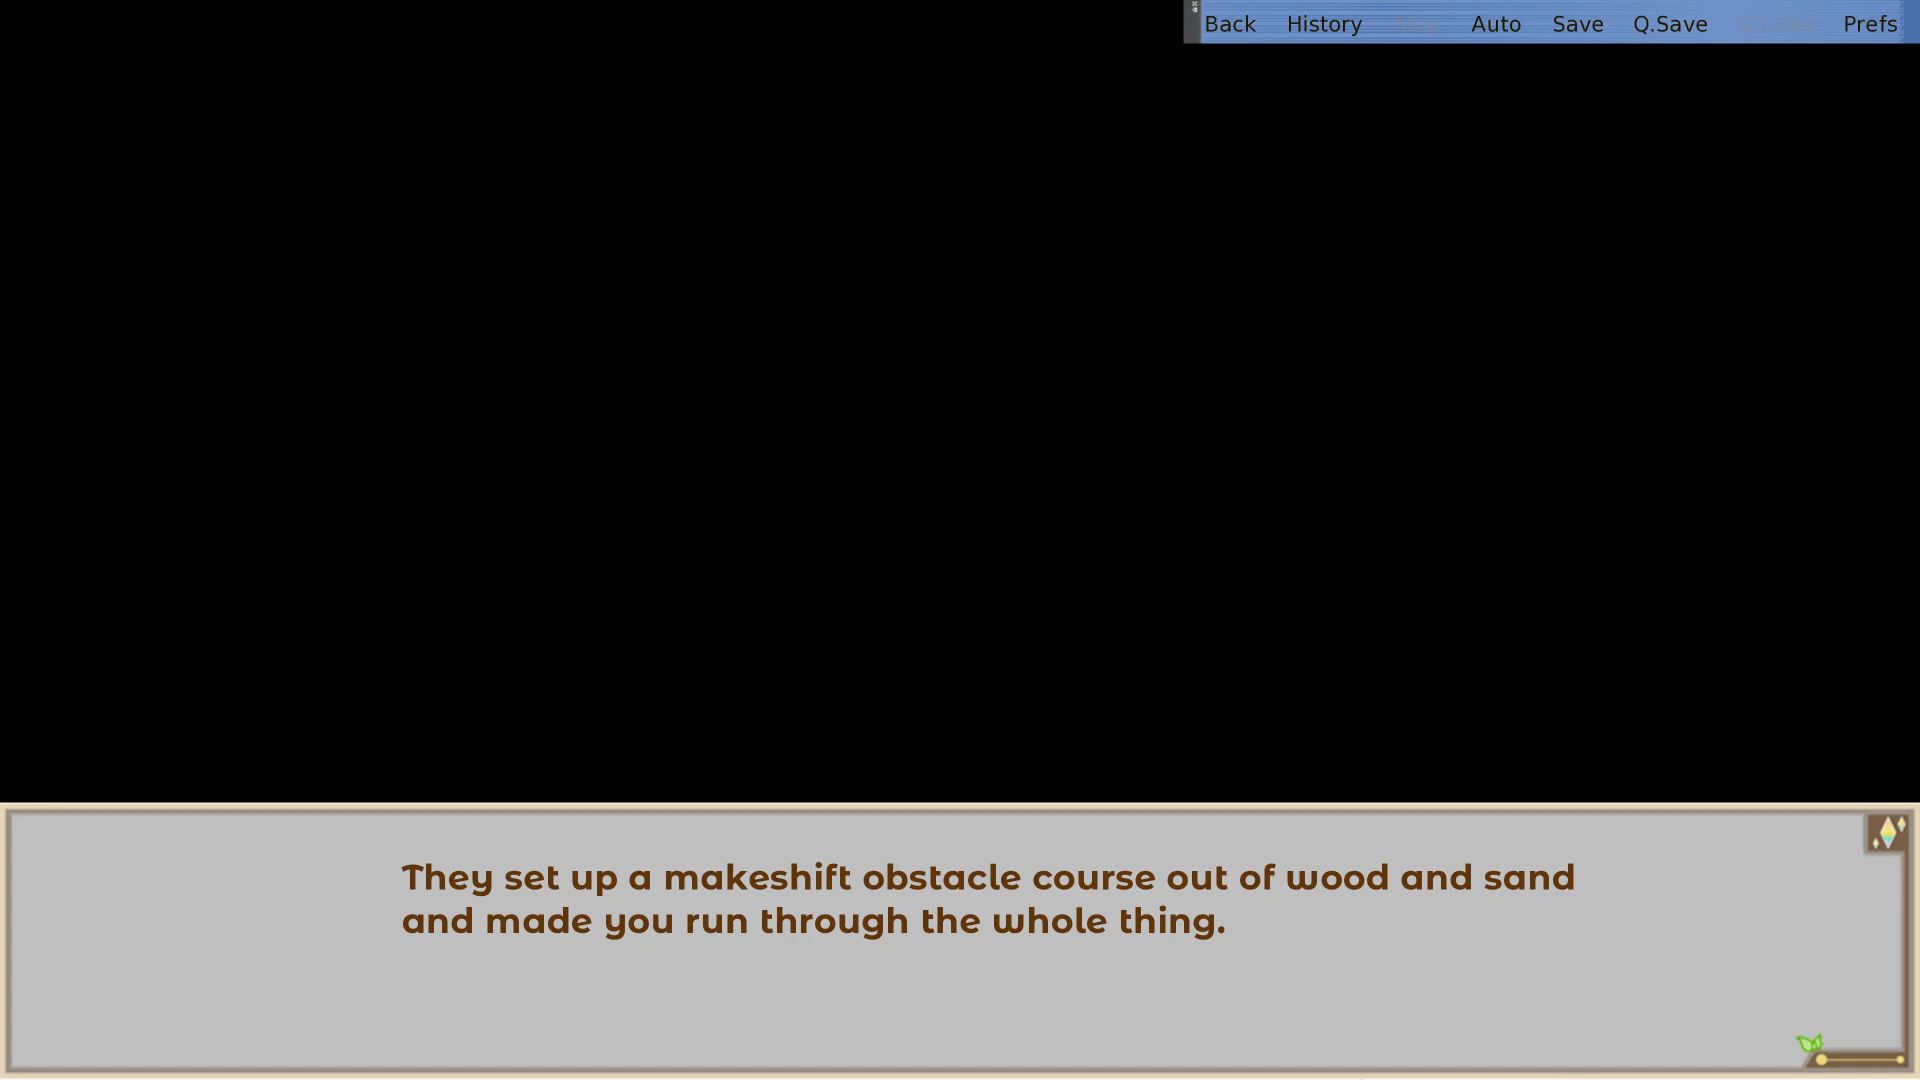 Back History Auto Save Q.Save Prefs
They set up a makeshift obstacle course out of wood and sand
and made you run through the whole thing.